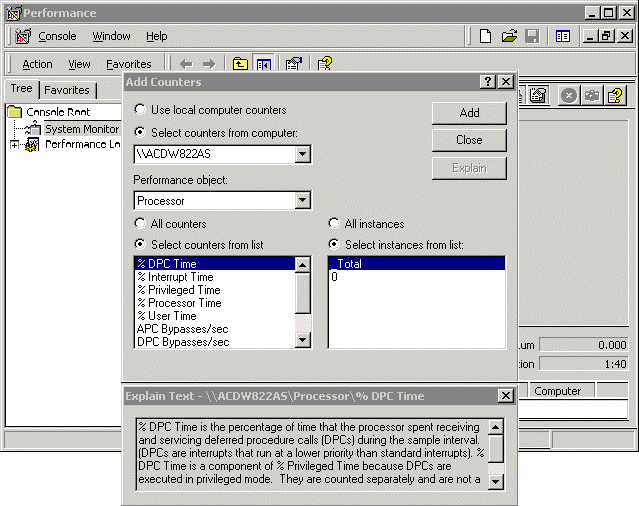 Performance
Console Window Help
Action View Favorites
Tree Favorites
Console Root
System Monitor
Performance Lo
Add Counters
Use local computer counters
Select counters from computer:
\\ACDW822AS
Performance object:
Processor
All counters
Select counters from list
% DPC Time
% Interrupt Time
% Privileged Time
% Processor Time
% User Time
APC Bypasses/sec
DPC Bypasses/sec
All instances
Select instances from list:
_Total
0
Add
Close
Explain
um 0.000
tion 1:40
Computer
Explain Text - \\ACDW822AS\Processor\% DPC Time
% DPC Time is the percentage of time that the processor spent receiving
and servicing deferred procedure calls (DPCs) during the sample interval.
(DPCs are interrupts that run at a lower priority than standard interrupts). %
DPC Time is a component of % Privileged Time because DPCs are
executed in privileged mode.  They are counted separately and are not a